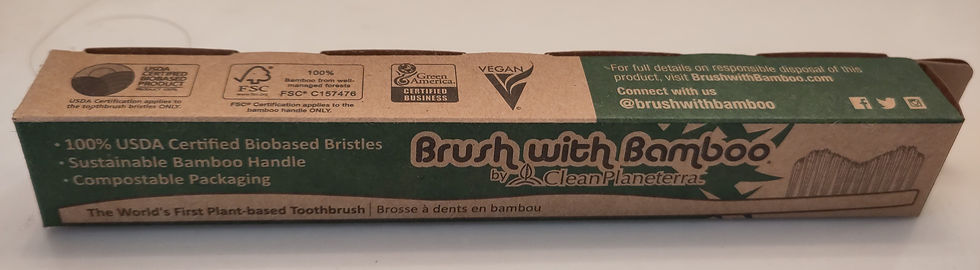 USDA
CERTIFIED
BIOBASED
PRODUCT
USDA Certification applies to
the toothbrush bristles ONLY.
FSC
100%
Bamboo from well-
managed forests
FSC® C157476
FSC® Certification applies to the
bamboo handle ONLY.
Green
America.
CERTIFIED
BUSINESS
VEGAN
~For full details on responsible disposal of this
product, visit BrushwithBamboo.com
Connect with us
@brushwithbamboo
• 100% USDA Certified Biobased Bristles
• Sustainable Bamboo Handle
• Compostable Packaging
Brush with Bamboo
by CleanPlaneterra
The World's First Plant-based Toothbrush | Brosse à dents en bambou